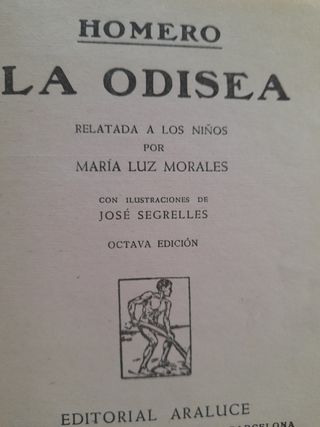 HOMERO
LA ODISEA
RELATADA A LOS NIÑOS
POR
MARÍA LUZ MORALES
CON ILUSTRACIONES DE
JOSÉ SEGRELLES
OCTAVA EDICIÓN
EDITORIAL ARALUCE
BARCELONA